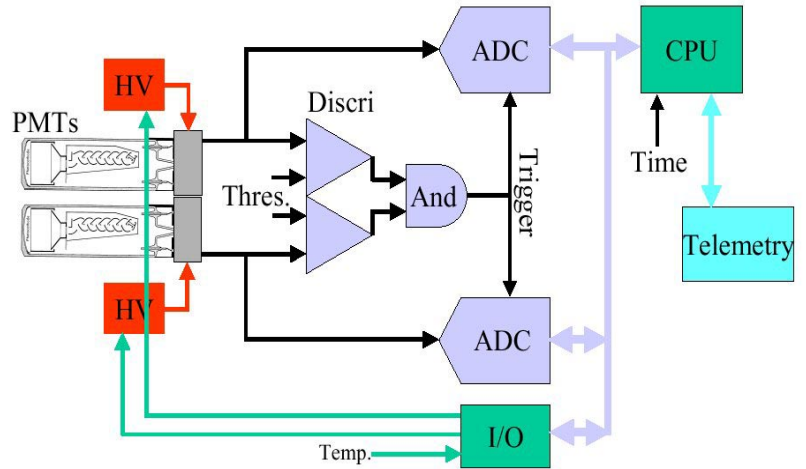 ADC
CPU
HV
Discri
PMTs
Time
Thres.
And
Trigger
Telemetry
HV
ADC
I/O
Temp.